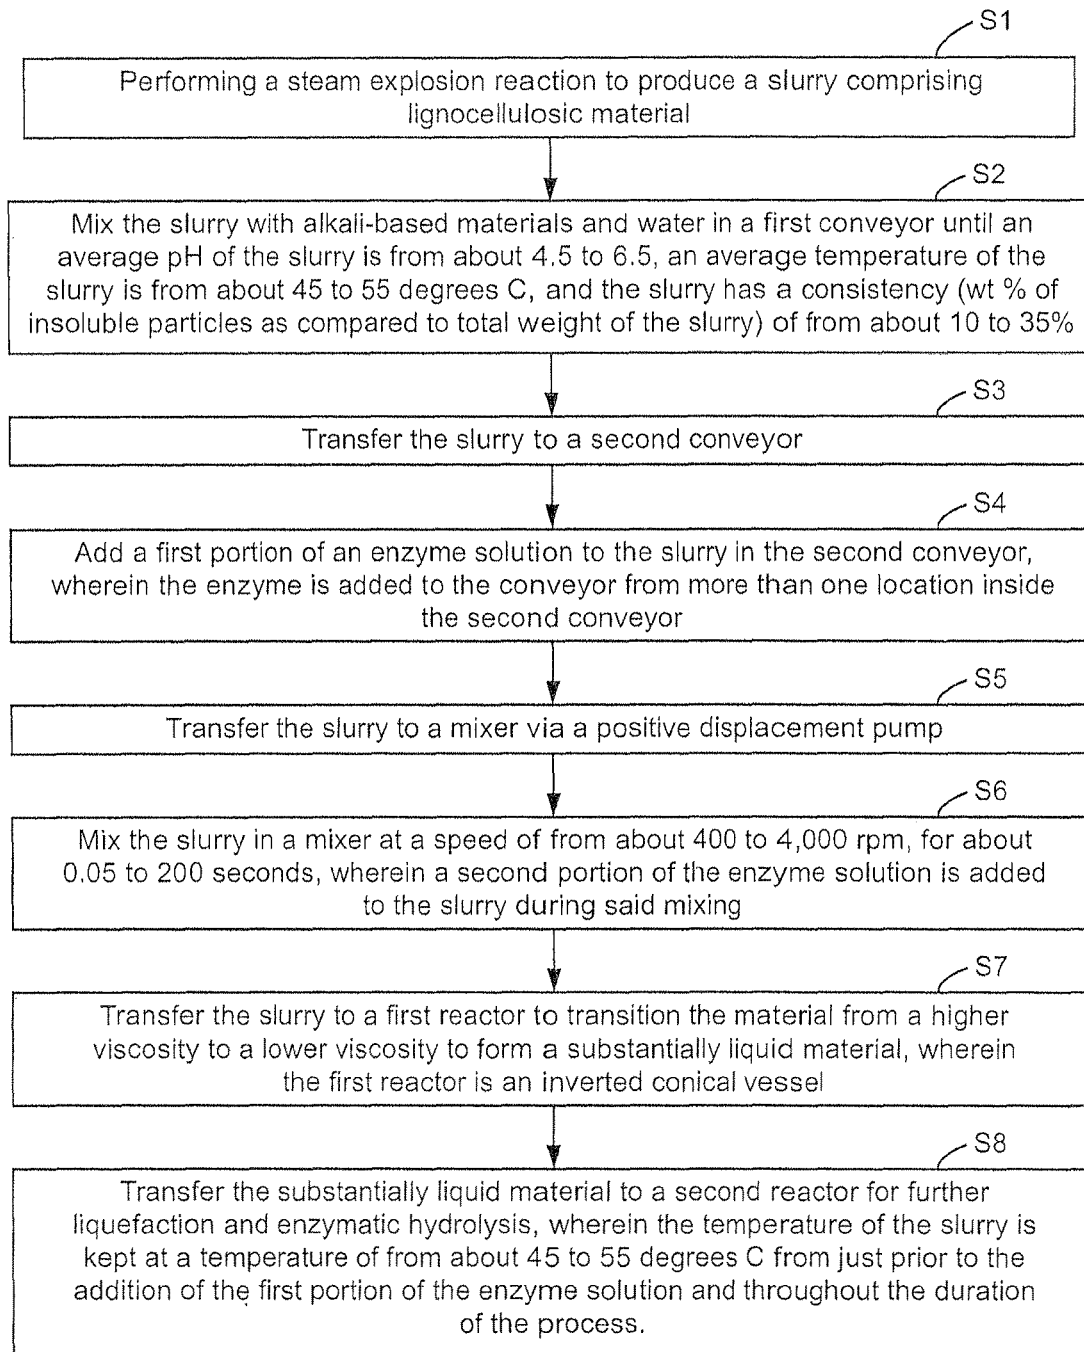 S1
Performing a steam explosion reaction to produce a slurry comprising
lignocellulosic material
S2
Mix the slurry with alkali-based materials and water in a first conveyor until an
average pH of the slurry is from about 4.5 to 6.5, an average temperature of the
slurry is from about 45 to 55 degrees C, and the slurry has a consistency (wt % of
insoluble particles as compared to total weight of the slurry) of from about 10 to 35%
S3
Transfer the slurry to a second conveyor
S4
Add a first portion of an enzyme solution to the slurry in the second conveyor,
wherein the enzyme is added to the conveyor from more than one location inside
the second conveyor
S5
Transfer the slurry to a mixer via a positive displacement pump
S6
Mix the slurry in a mixer at a speed of from about 400 to 4,000 rpm, for about
0.05 to 200 seconds, wherein a second portion of the enzyme solution is added
to the slurry during said mixing
S7
Transfer the slurry to a first reactor to transition the material from a higher
viscosity to a lower viscosity to form a substantially liquid material, wherein
the first reactor is an inverted conical vessel
S8
Transfer the substantially liquid material to a second reactor for further
liquefaction and enzymatic hydrolysis, wherein the temperature of the slurry is
kept at a temperature of from about 45 to 55 degrees C from just prior to the
addition of the first portion of the enzyme solution and throughout the duration
of the process.